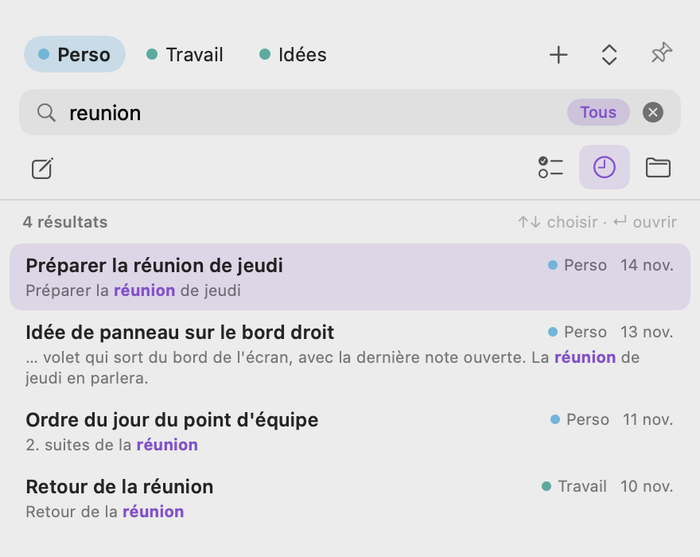 Perso Travail Idées
reunion Tous
4 résultats ↑↓ choisir · ↵ ouvrir
Préparer la réunion de jeudi Perso 14 nov.
Préparer la réunion de jeudi
Idée de panneau sur le bord droit Perso 13 nov.
... volet qui sort du bord de l'écran, avec la dernière note ouverte. La réunion de
jeudi en parlera.
Ordre du jour du point d'équipe Perso 11 nov.
2. suites de la réunion
Retour de la réunion Travail 10 nov.
Retour de la réunion